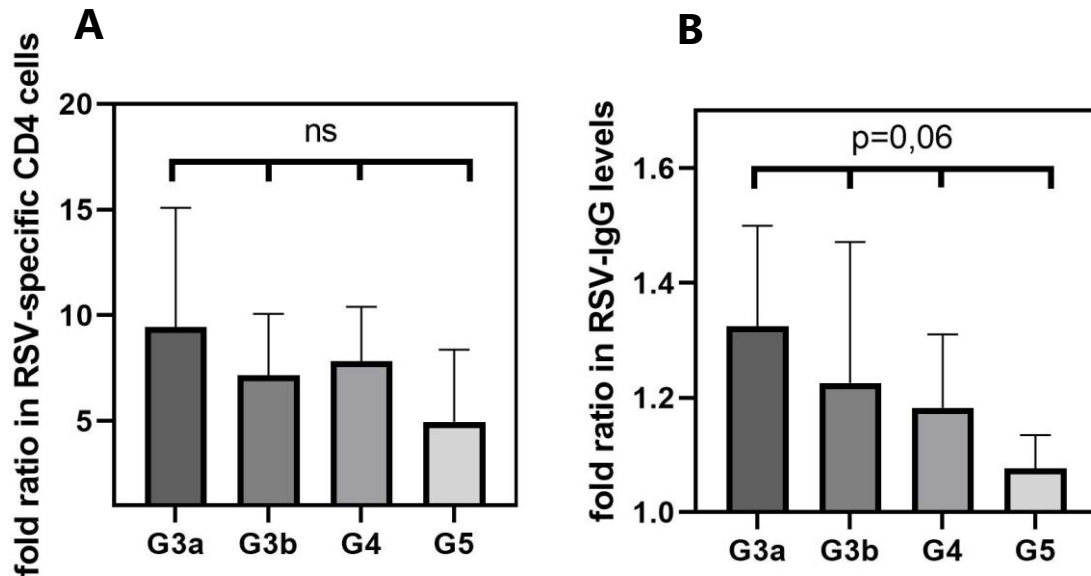 A
fold ratio in RSV-specific CD4 cells
20
15
10
5
ns
G3a G3b G4 G5
B
fold ratio in RSV-IgG levels
1.6
1.4
1.2
1.0
p=0,06
G3a G3b G4 G5